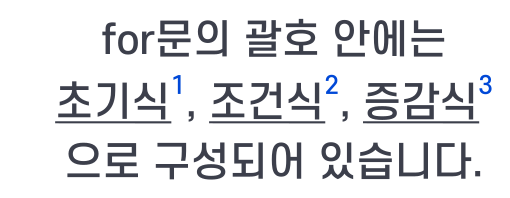 for문의 괄호 안에는
초기식1, 조건식2, 증감식3
으로 구성되어 있습니다.